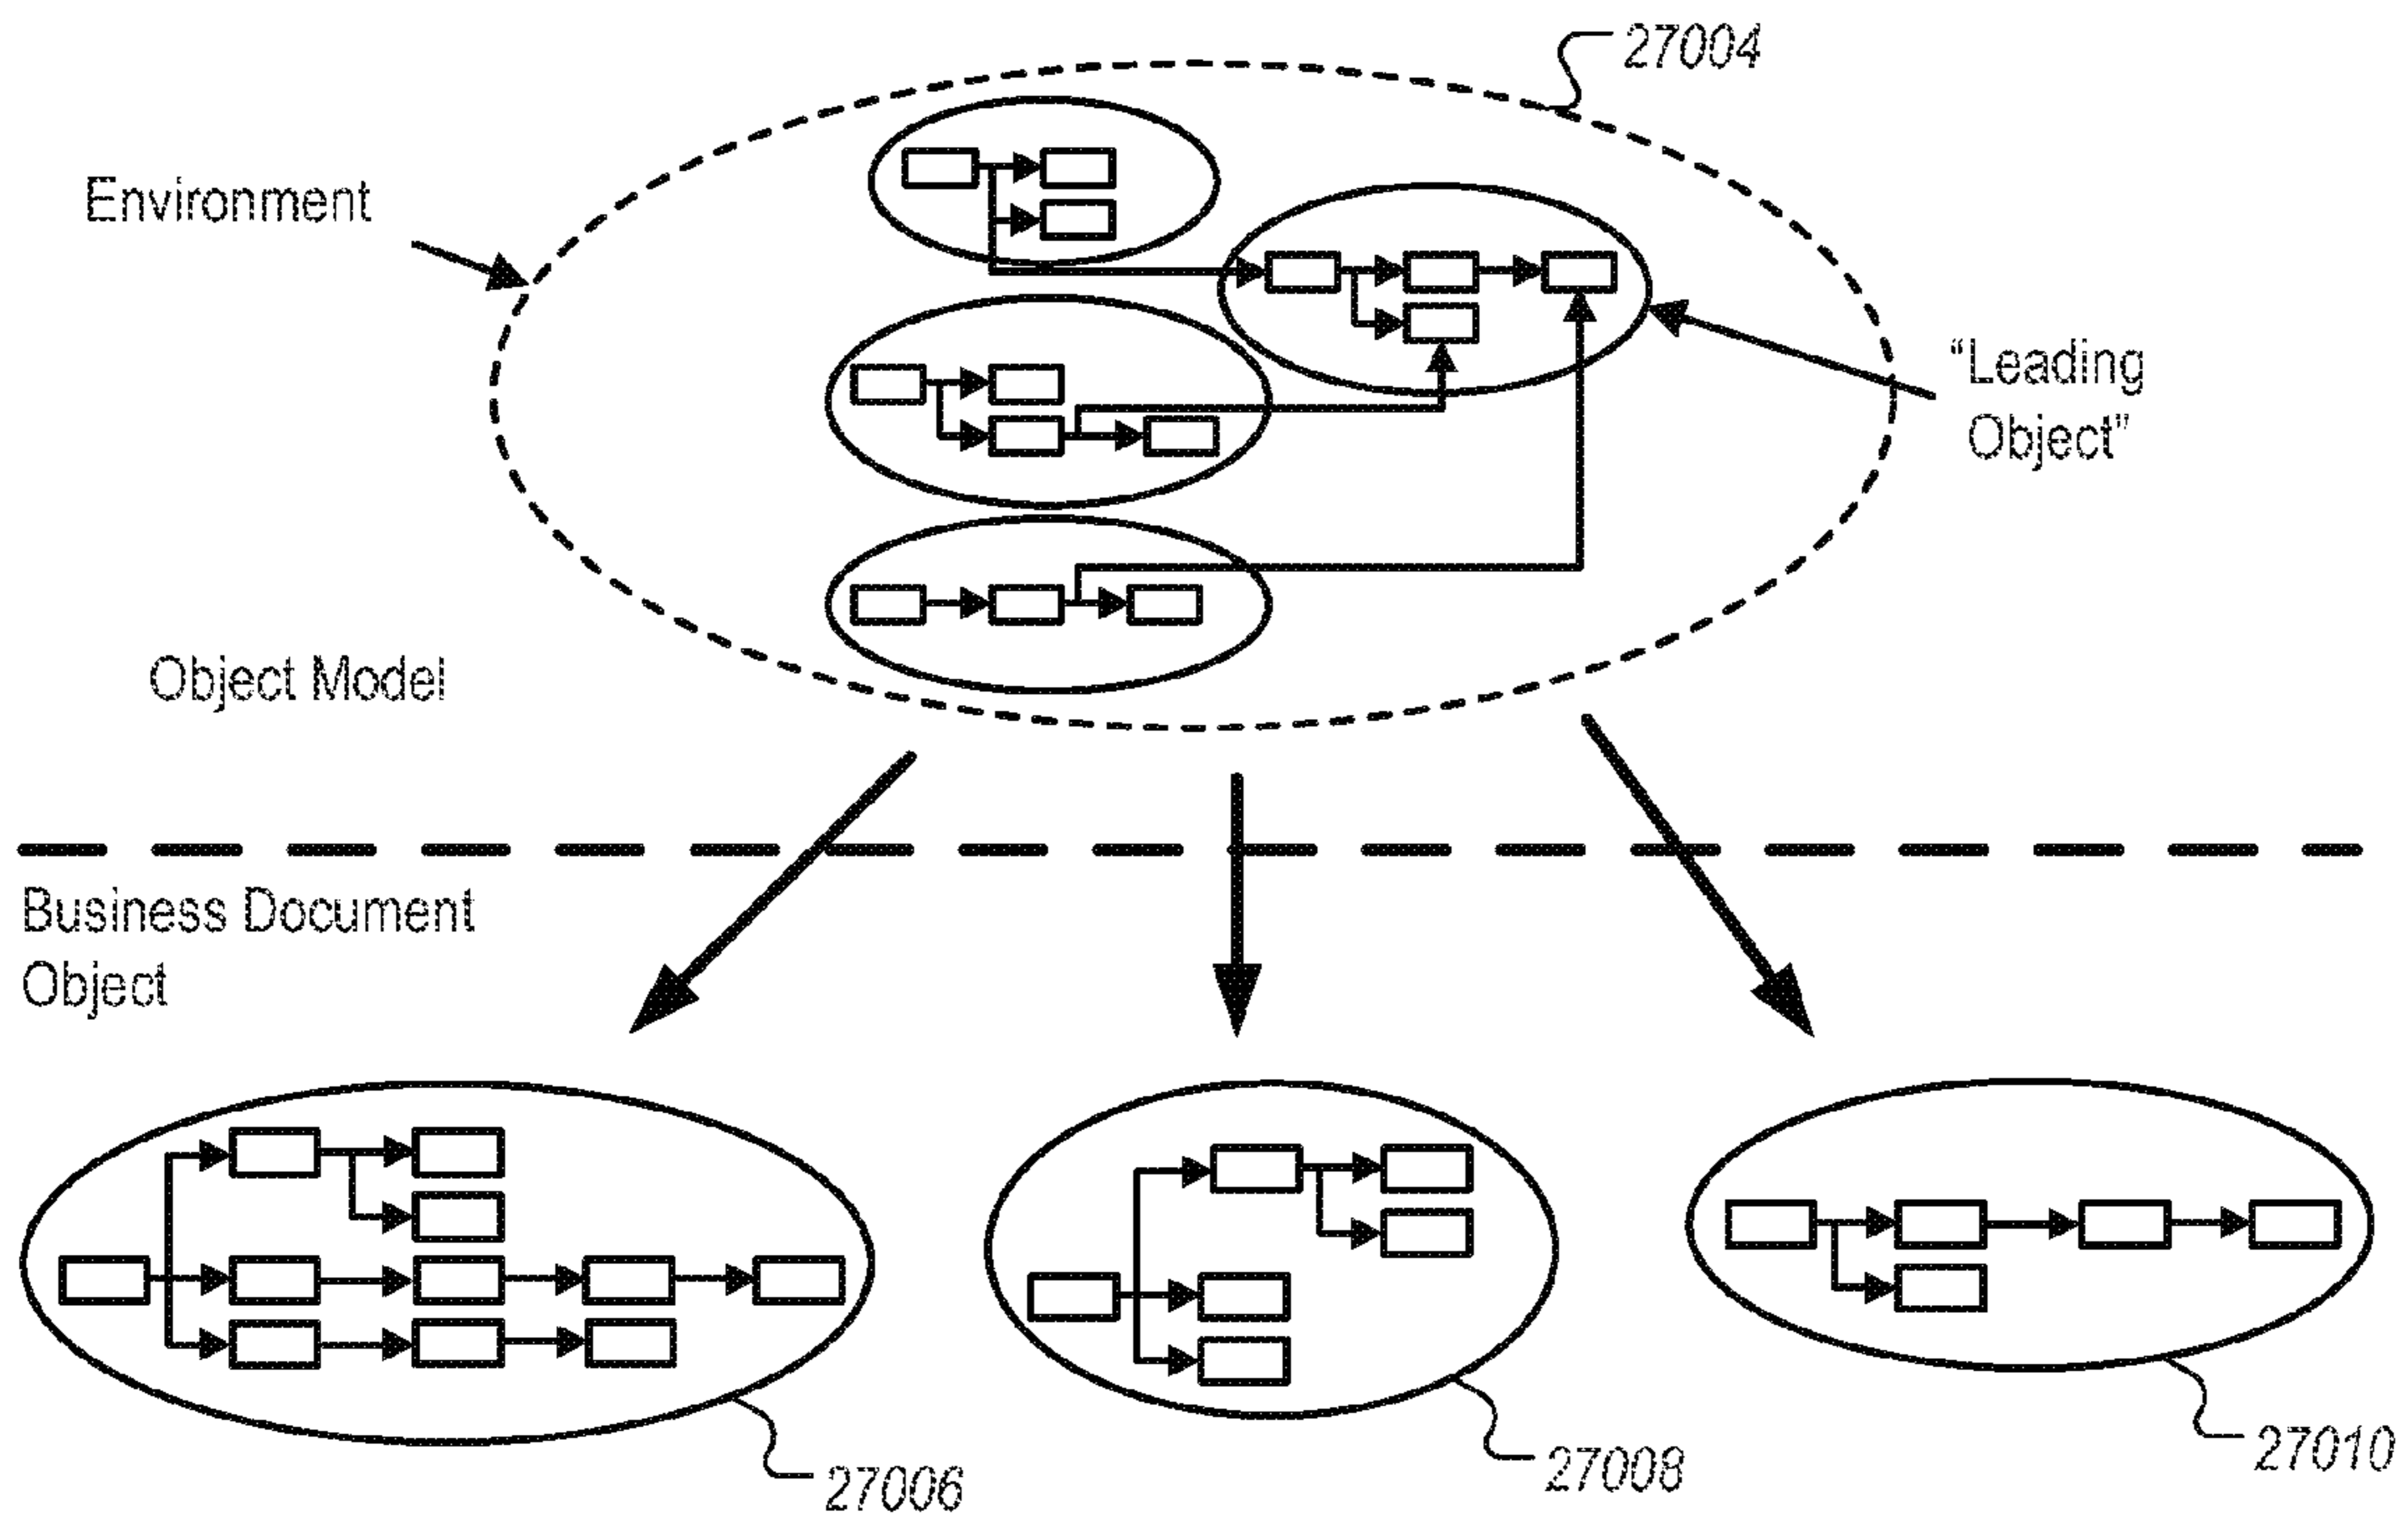 27004
Environment
“Leading
Object”
Object Model
Business Document
Object
27006
27008
27010